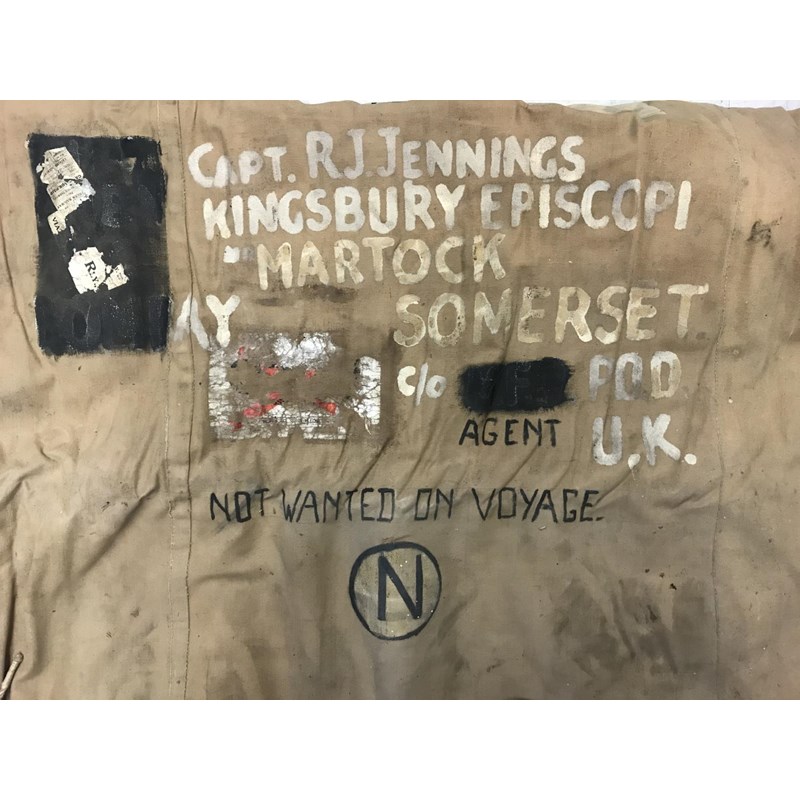 CAPT. R.J. JENNINGS
KINGSBURY EPISCOPI
MARTOCK
AY SOMERSET.
c/o P.O.D.
AGENT U.K.
NOT WANTED ON VOYAGE.
N